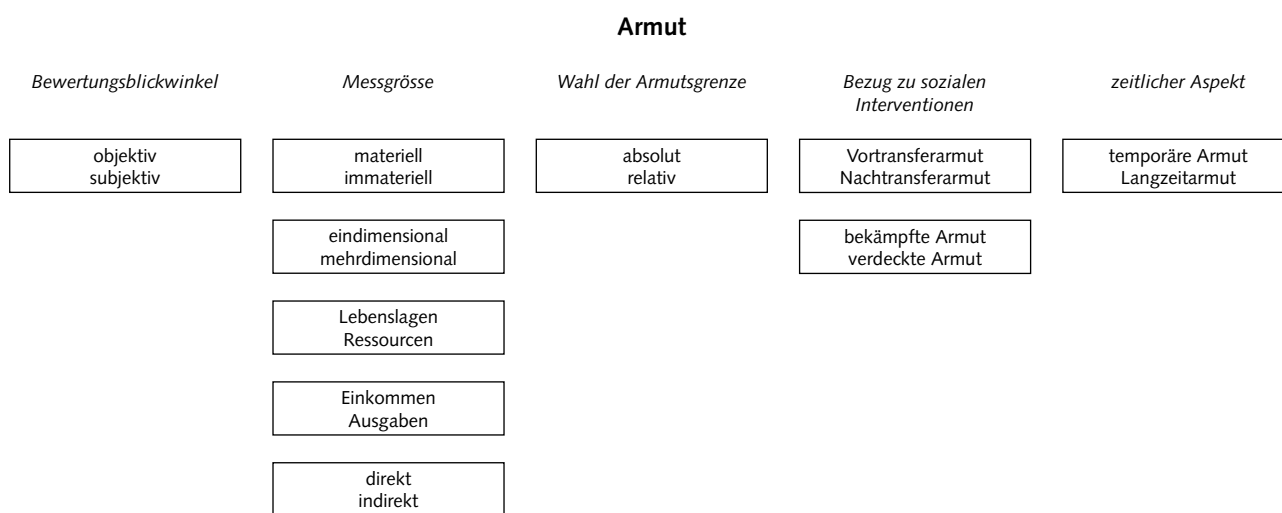 Armut
Bewertungsblickwinkel
Messgrösse
Wahl der Armutsgrenze
Bezug zu sozialen
Interventionen
zeitlicher Aspekt
objektiv
subjektiv
materiell
immateriell
absolut
relativ
Vortransferarmut
Nachtransferarmut
temporäre Armut
Langzeitarmut
eindimensional
mehrdimensional
bekämpfte Armut
verdeckte Armut
Lebenslagen
Ressourcen
Einkommen
Ausgaben
direkt
indirekt